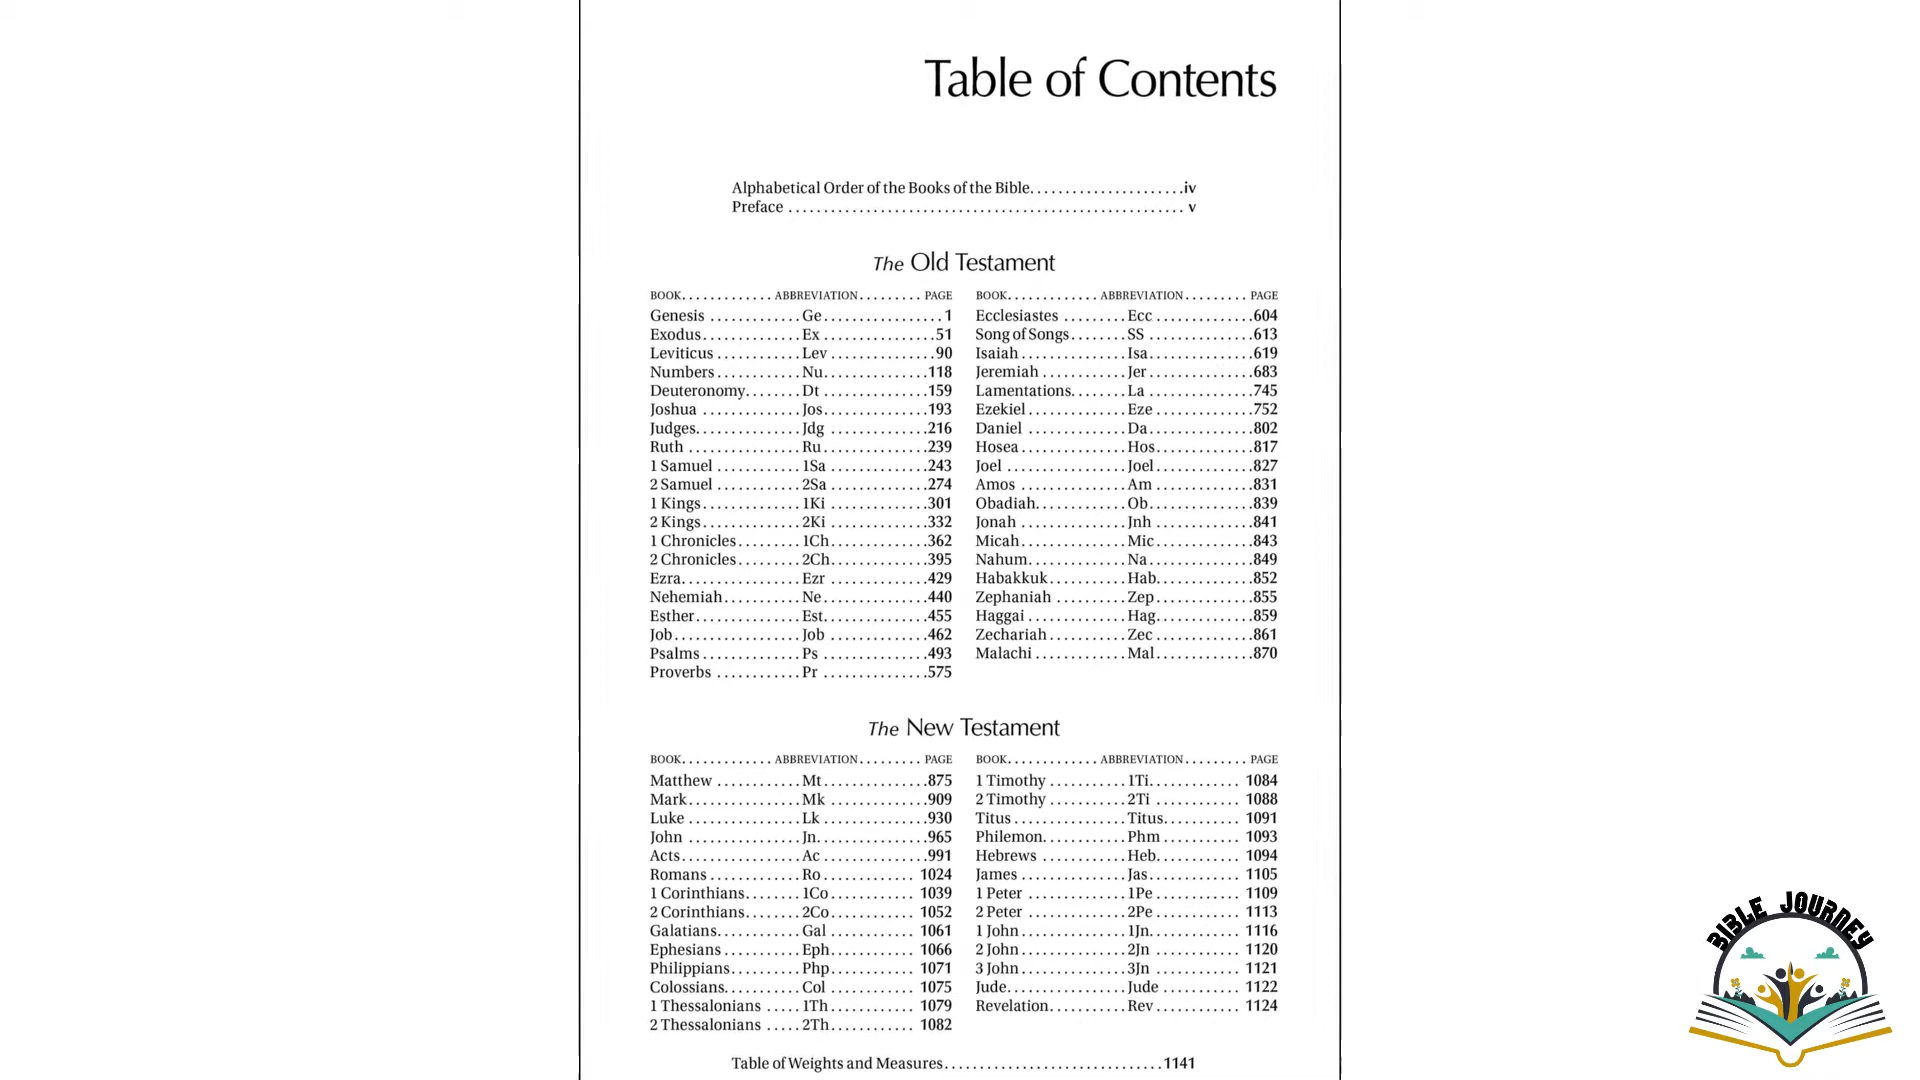 Table of Contents
Alphabetical Order of the Books of the Bible......................iv
Preface ........................................................ v
The Old Testament
BOOK............. ABBREVIATION......... PAGE
Genesis .............Ge.................1
Exodus..............Ex ................51
Leviticus ............Lev ...............90
Numbers............Nu...............118
Deuteronomy........Dt ...............159
Joshua ..............Jos...............193
Judges...............Jdg ..............216
Ruth ................Ru...............239
1 Samuel ............1Sa ..............243
2 Samuel ............2Sa ..............274
1 Kings..............1Ki ..............301
2 Kings..............2Ki ..............332
1 Chronicles.........1Ch..............362
2 Chronicles.........2Ch..............395
Ezra.................Ezr ..............429
Nehemiah...........Ne...............440
Esther...............Est...............455
Job..................Job ..............462
Psalms ..............Ps ...............493
Proverbs ............Pr ...............575
BOOK............. ABBREVIATION......... PAGE
Ecclesiastes .........Ecc ..............604
Song of Songs........SS ...............613
Isaiah...............Isa...............619
Jeremiah ............Jer ..............683
Lamentations........La ...............745
Ezekiel..............Eze ..............752
Daniel ..............Da...............802
Hosea...............Hos..............817
Joel .................Joel..............827
Amos ...............Am ..............831
Obadiah.............Ob...............839
Jonah ...............Jnh ..............841
Micah...............Mic..............843
Nahum..............Na...............849
Habakkuk...........Hab..............852
Zephaniah ..........Zep..............855
Haggai ..............Hag..............859
Zechariah...........Zec ..............861
Malachi .............Mal..............870
The New Testament
BOOK............. ABBREVIATION......... PAGE
Matthew ............Mt...............875
Mark................Mk ..............909
Luke ................Lk ...............930
John ................Jn................965
Acts.................Ac ...............991
Romans .............Ro ............. 1024
1 Corinthians........1Co............ 1039
2 Corinthians........2Co............ 1052
Galatians............Gal ............ 1061
Ephesians ...........Eph............ 1066
Philippians..........Php............ 1071
Colossians...........Col ............ 1075
1 Thessalonians .....1Th............ 1079
2 Thessalonians .....2Th............ 1082
BOOK............. ABBREVIATION......... PAGE
1 Timothy ...........1Ti............. 1084
2 Timothy ...........2Ti ............ 1088
Titus ................Titus........... 1091
Philemon............Phm ........... 1093
Hebrews ............Heb............ 1094
James ...............Jas............. 1105
1 Peter ..............1Pe ............ 1109
2 Peter ..............2Pe ............ 1113
1 John...............1Jn............. 1116
2 John...............2Jn ............ 1120
3 John...............3Jn ............ 1121
Jude.................Jude ........... 1122
Revelation...........Rev ............ 1124
Table of Weights and Measures...............................1141
BIBLE JOURNEY